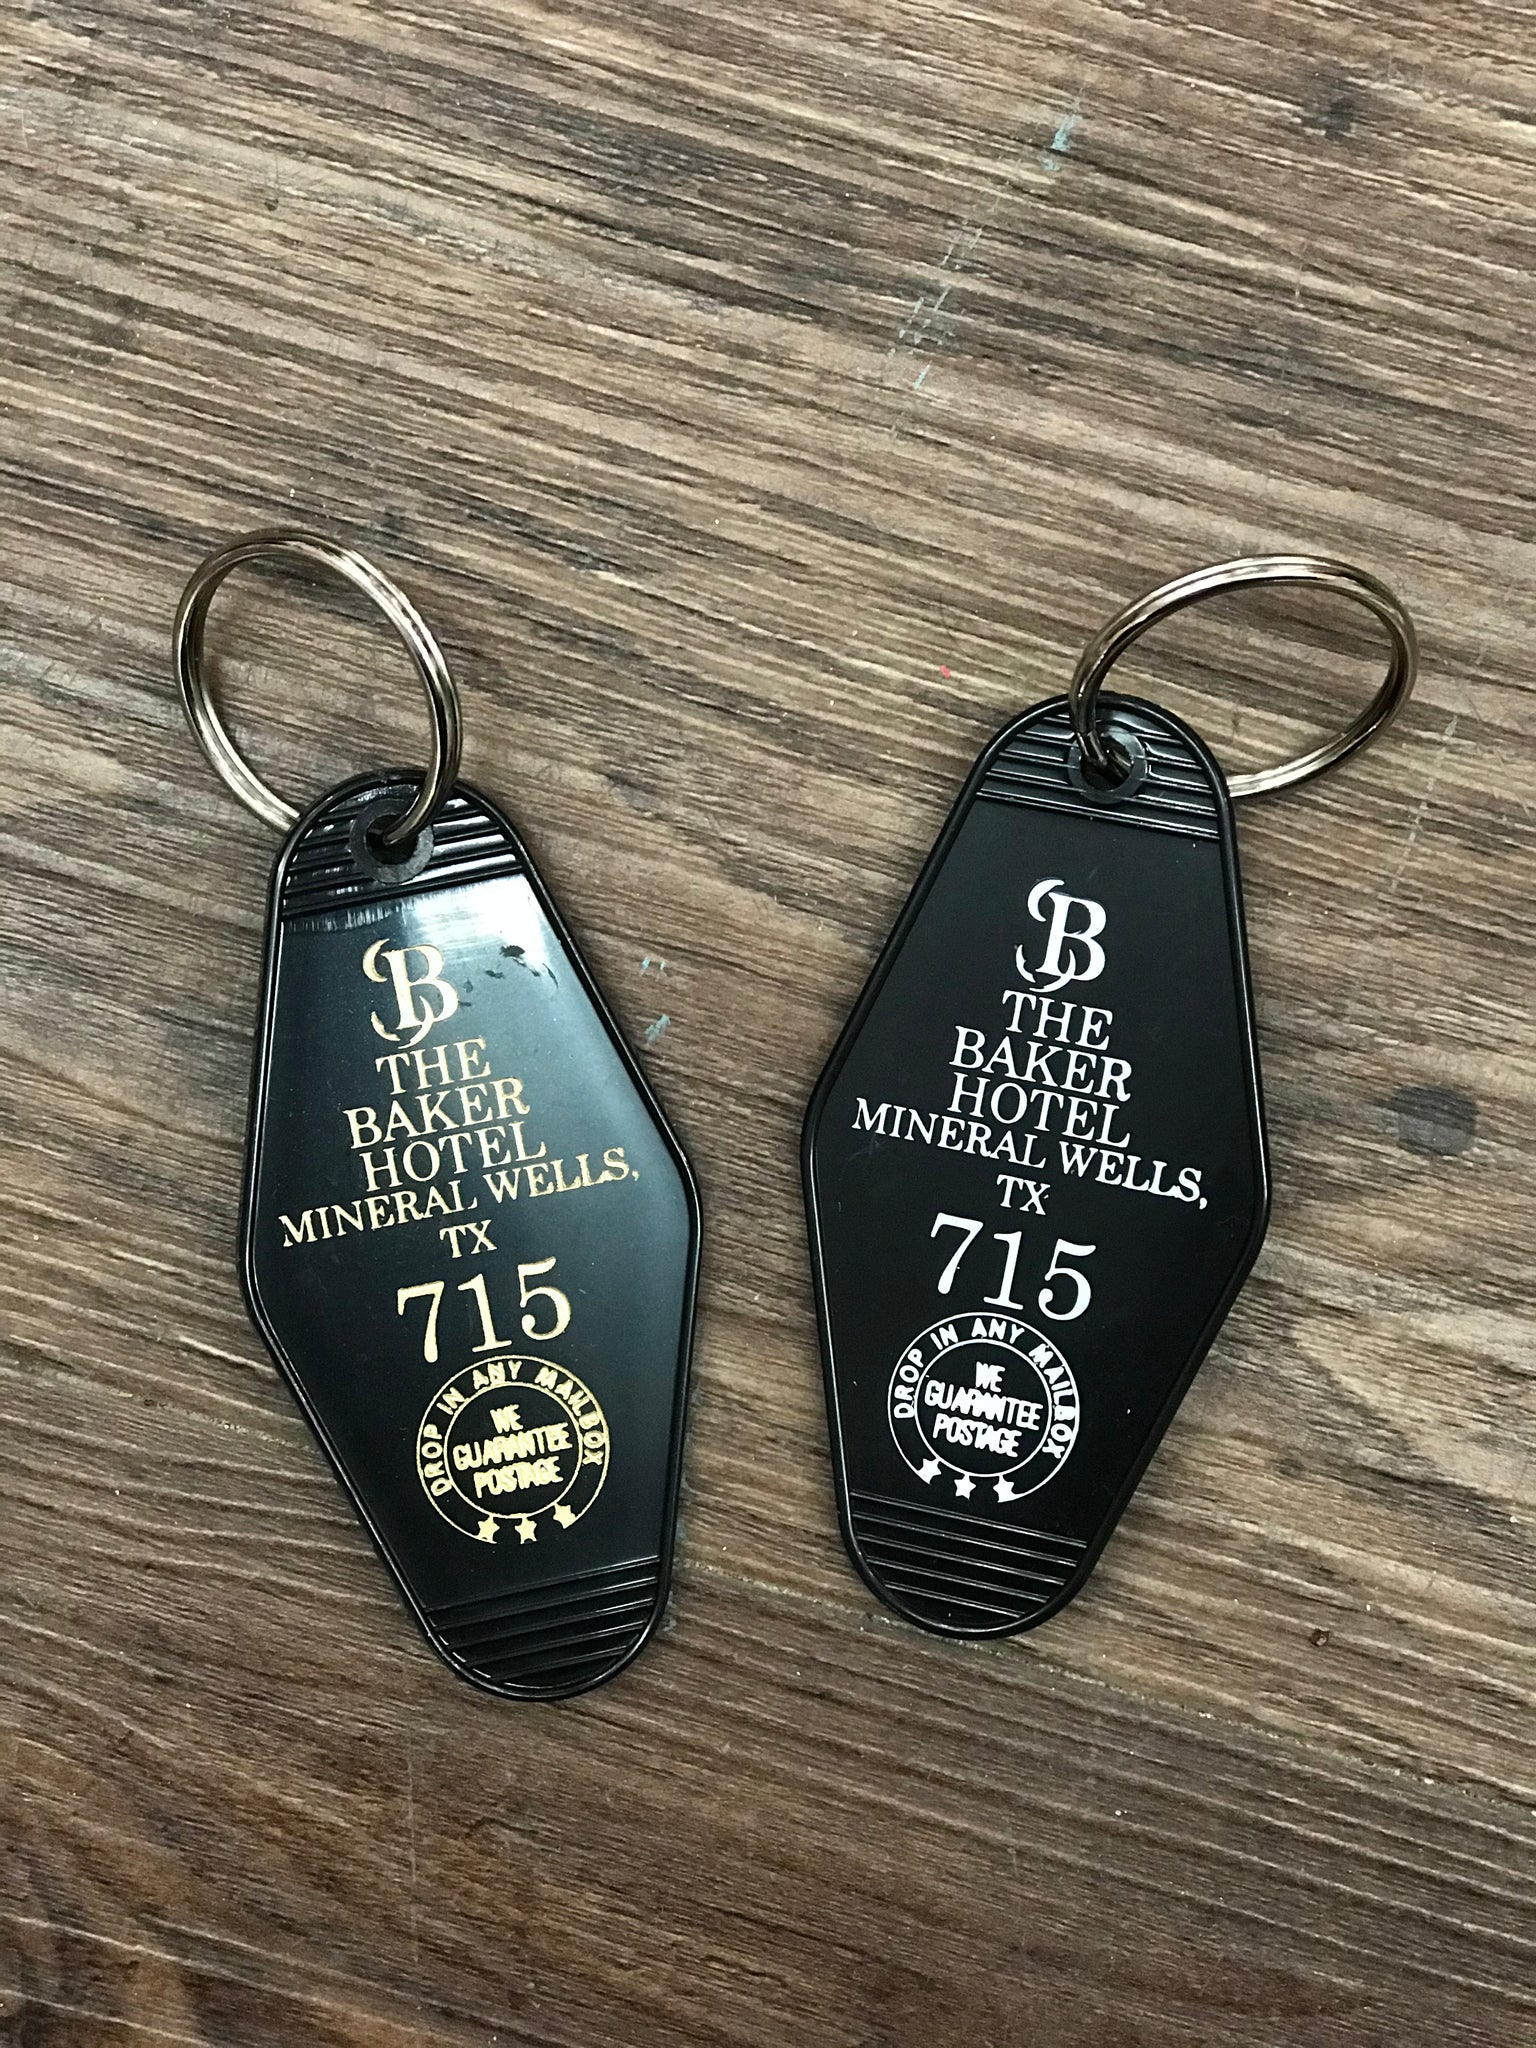 B
THE
BAKER
HOTEL
MINERAL WELLS,
TX
715
DROP IN ANY MAILBOX
WE
GUARANTEE
POSTAGE
B
THE
BAKER
HOTEL
MINERAL WELLS,
TX
715
DROP IN ANY MAILBOX
WE
GUARANTEE
POSTAGE